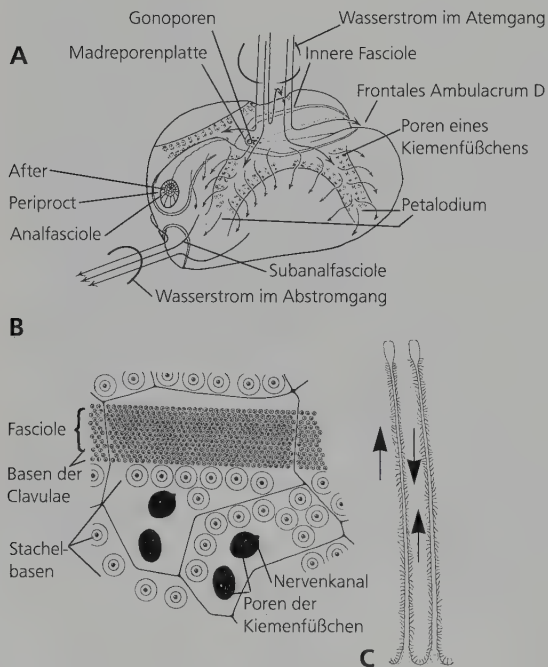 A
Gonoporen
Madreporenplatte
Wasserstrom im Atemgang
Innere Fasciole
Frontales Ambulacrum D
Poren eines
Kiemenfüßchens
After
Periproct
Analfasciole
Petalodium
Subanalfasciole
Wasserstrom im Abstromgang
B
Fasciole
Basen der
Clavulae
Stachel-
basen
Nervenkanal
Poren der
Kiemenfüßchen
C